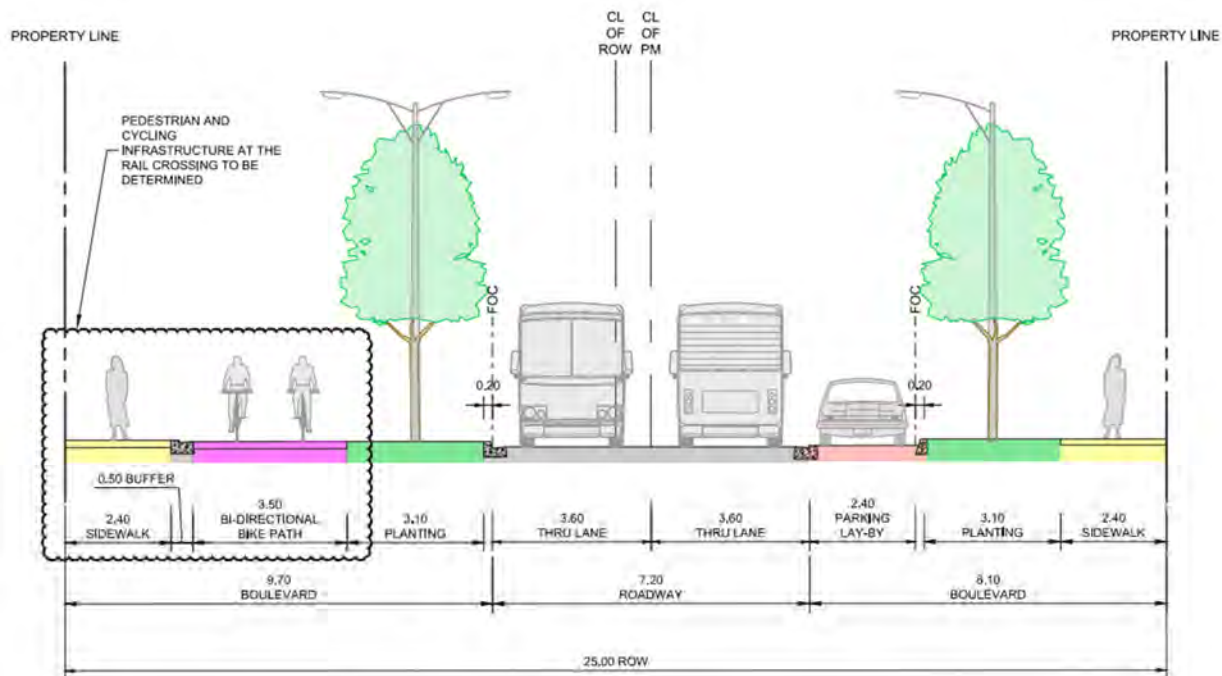 PROPERTY LINE
CL
OF
ROW
CL
OF
PM
PROPERTY LINE
PEDESTRIAN AND
CYCLING
INFRASTRUCTURE AT THE
RAIL CROSSING TO BE
DETERMINED
FOC
FOC
0.20
0.20
0.50 BUFFER
2.40
SIDEWALK
3.50
BI-DIRECTIONAL
BIKE PATH
3.10
PLANTING
3.60
THRU LANE
3.60
THRU LANE
2.40
PARKING
LAY-BY
3.10
PLANTING
2.40
SIDEWALK
9.70
BOULEVARD
7.20
ROADWAY
8.10
BOULEVARD
25.00 ROW